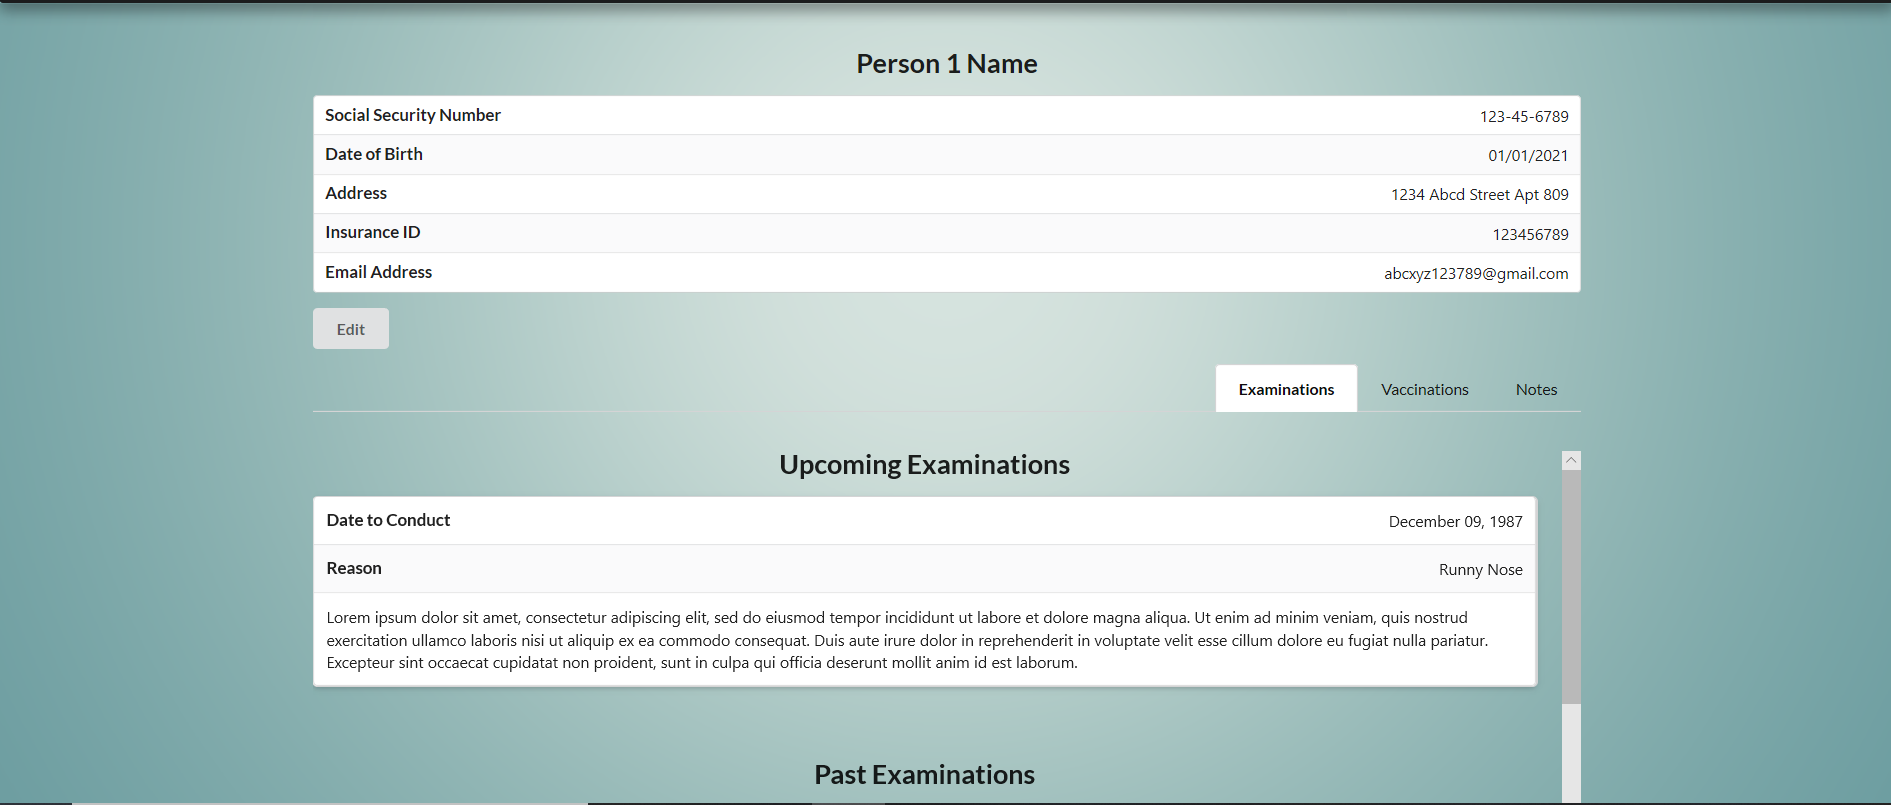 Person 1 Name
Social Security Number 123-45-6789
Date of Birth 01/01/2021
Address 1234 Abcd Street Apt 809
Insurance ID 123456789
Email Address abcxyz123789@gmail.com
Edit
Examinations Vaccinations Notes
Upcoming Examinations
Date to Conduct December 09, 1987
Reason Runny Nose
Lorem ipsum dolor sit amet, consectetur adipiscing elit, sed do eiusmod tempor incididunt ut labore et dolore magna aliqua. Ut enim ad minim veniam, quis nostrud
exercitation ullamco laboris nisi ut aliquip ex ea commodo consequat. Duis aute irure dolor in reprehenderit in voluptate velit esse cillum dolore eu fugiat nulla pariatur.
Excepteur sint occaecat cupidatat non proident, sunt in culpa qui officia deserunt mollit anim id est laborum.
Past Examinations